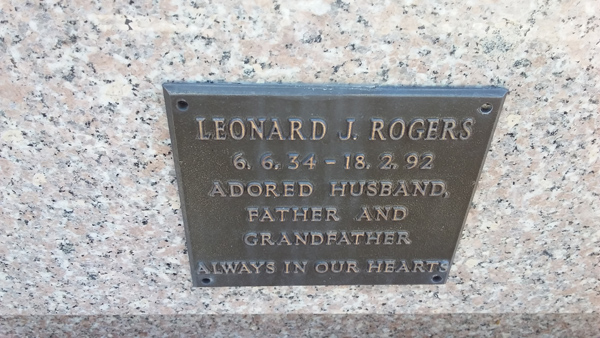 LEONARD J. ROGERS
6. 6. 34 - 18. 2. 92
ADORED HUSBAND,
FATHER AND
GRANDFATHER
ALWAYS IN OUR HEARTS